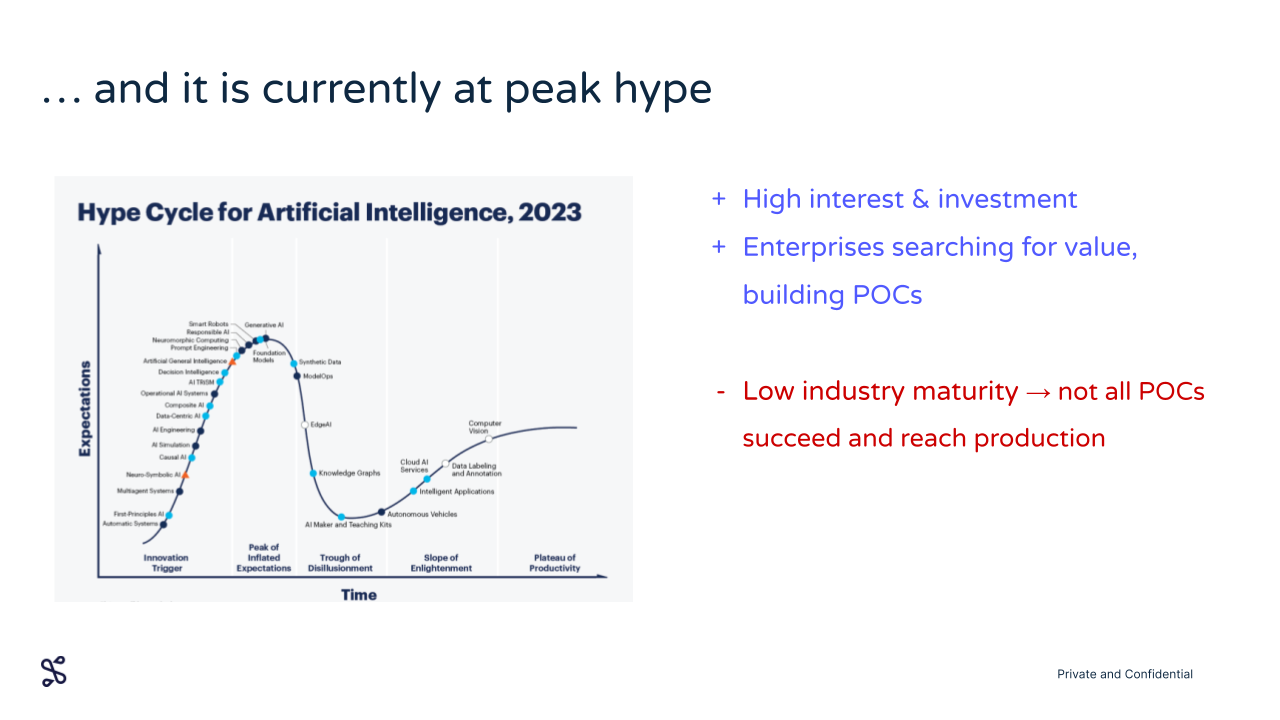 … and it is currently at peak hype
Hype Cycle for Artificial Intelligence, 2023
Expectations
Smart Robots
Responsible AI
Neuromorphic Computing
Prompt Engineering
Artificial General Intelligence
Decision Intelligence
AI TRiSM
Operational AI Systems
Composite AI
Data-Centric AI
AI Engineering
AI Simulation
Causal AI
Neuro-Symbolic AI
Multiagent Systems
First-Principles AI
Automatic Systems
Generative AI
Foundation
Models
Synthetic Data
ModelOps
EdgeAI
Knowledge Graphs
AI Maker and Teaching Kits
Autonomous Vehicles
Intelligent Applications
Cloud AI
Services
Data Labeling
and Annotation
Computer
Vision
Innovation
Trigger
Peak of
Inflated
Expectations
Trough of
Disillusionment
Slope of
Enlightenment
Plateau of
Productivity
Time
+ High interest & investment
+ Enterprises searching for value,
building POCs
- Low industry maturity → not all POCs
succeed and reach production
Private and Confidential